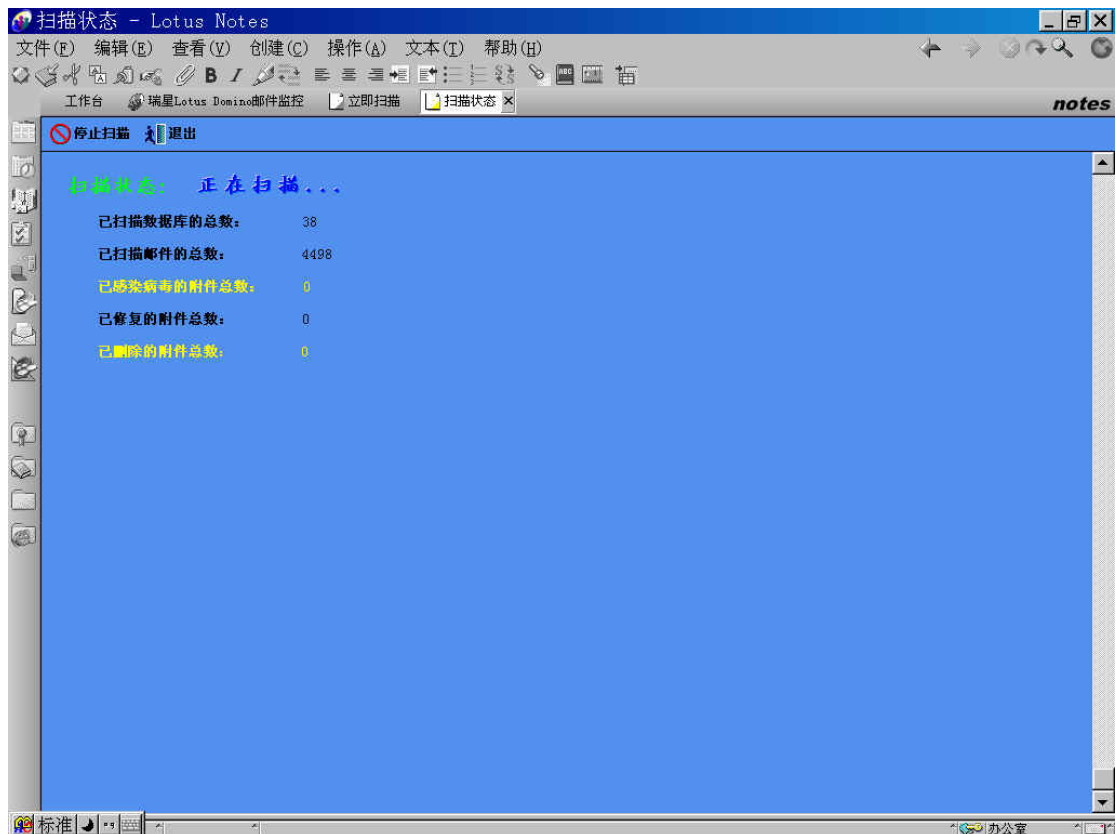 扫描状态 - Lotus Notes
文件(F) 编辑(E) 查看(V) 创建(C) 操作(A) 文本(T) 帮助(H)
B I
工作台 瑞星Lotus Domino邮件监控 立即扫描 扫描状态
notes
停止扫描 退出
扫描状态: 正在扫描...
已扫描数据库的总数: 38
已扫描邮件的总数: 4498
已感染病毒的附件总数: 0
已修复的附件总数: 0
已删除的附件总数: 0
标准 办公室